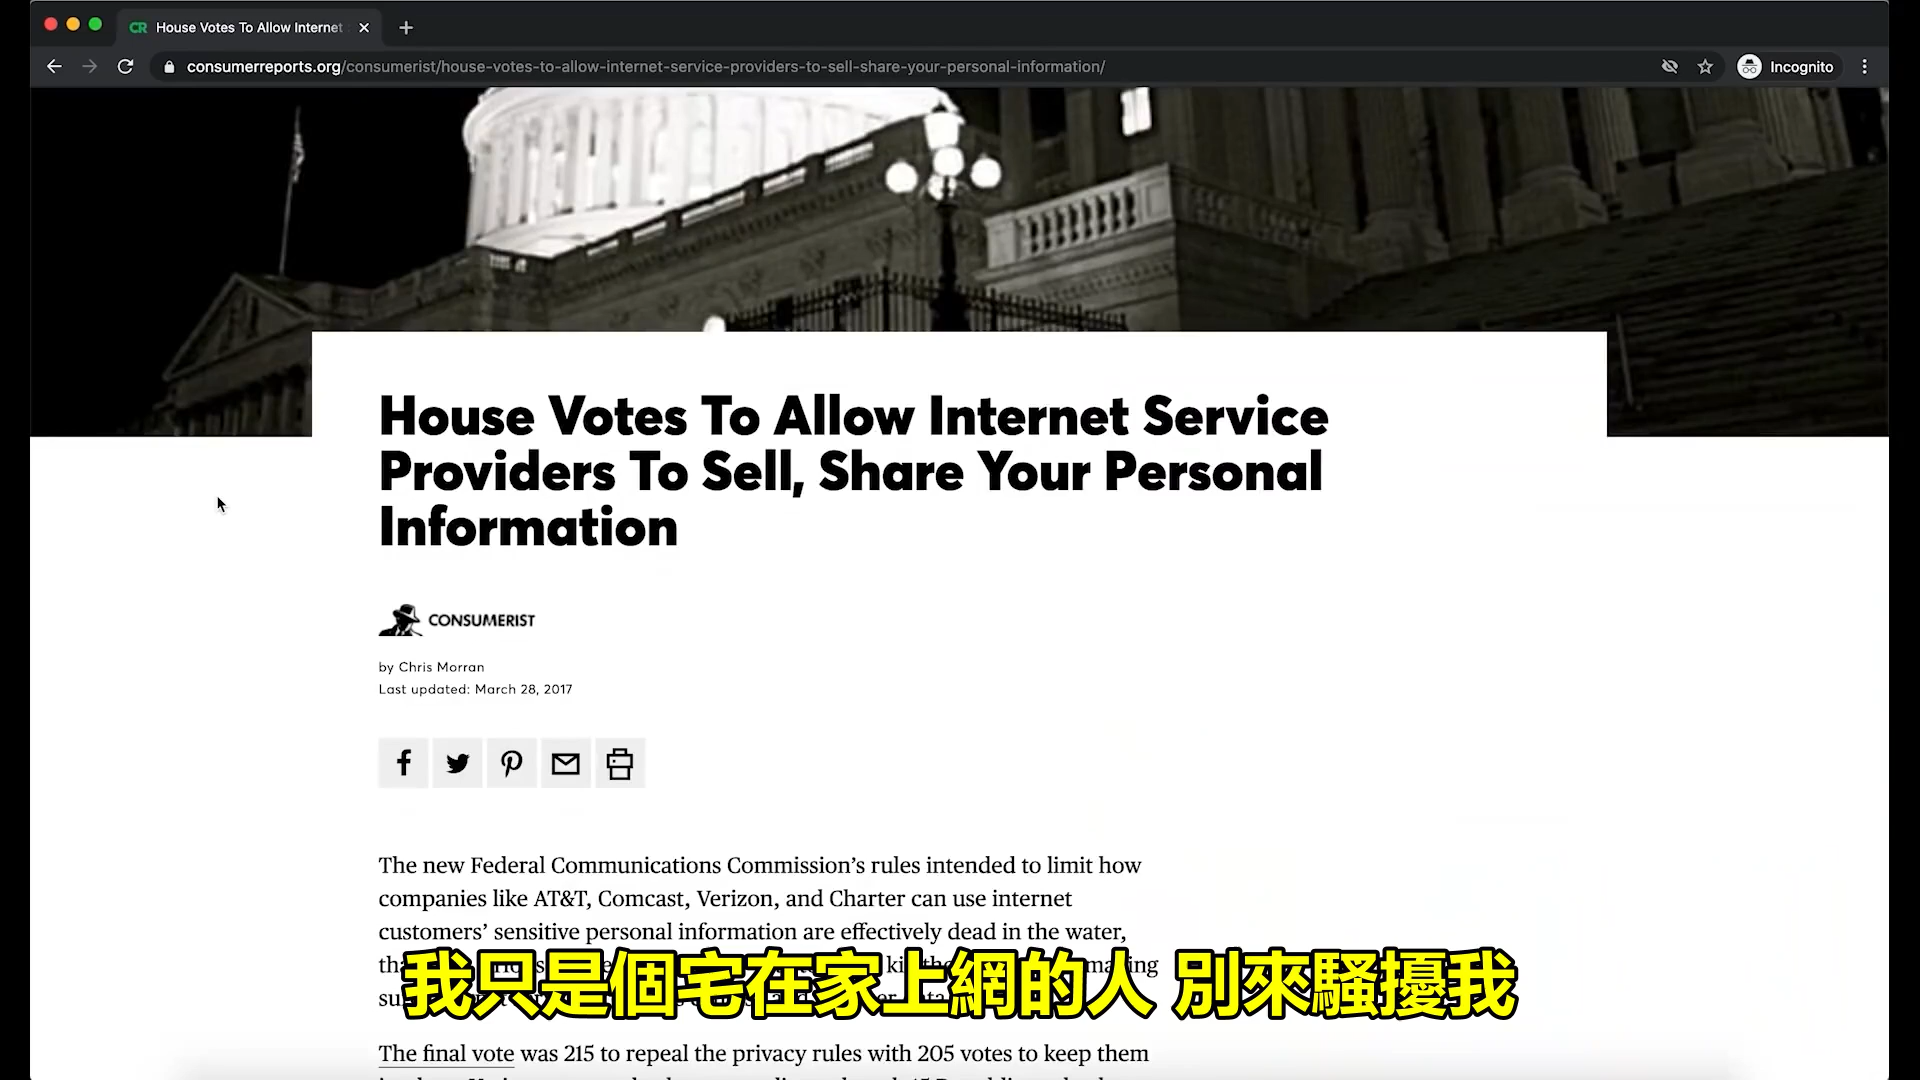 CR House Votes To Allow Internet
consumerreports.org/consumerist/house-votes-to-allow-internet-service-providers-to-sell-share-your-personal-information/
Incognito
House Votes To Allow Internet Service
Providers To Sell, Share Your Personal
Information
CONSUMERIST
by Chris Morran
Last updated: March 28, 2017
The new Federal Communications Commission’s rules intended to limit how
companies like AT&T, Comcast, Verizon, and Charter can use internet
customers’ sensitive personal information are effectively dead in the water,
我只是個宅在家上網的人 別來騷擾我
The final vote was 215 to repeal the privacy rules with 205 votes to keep them